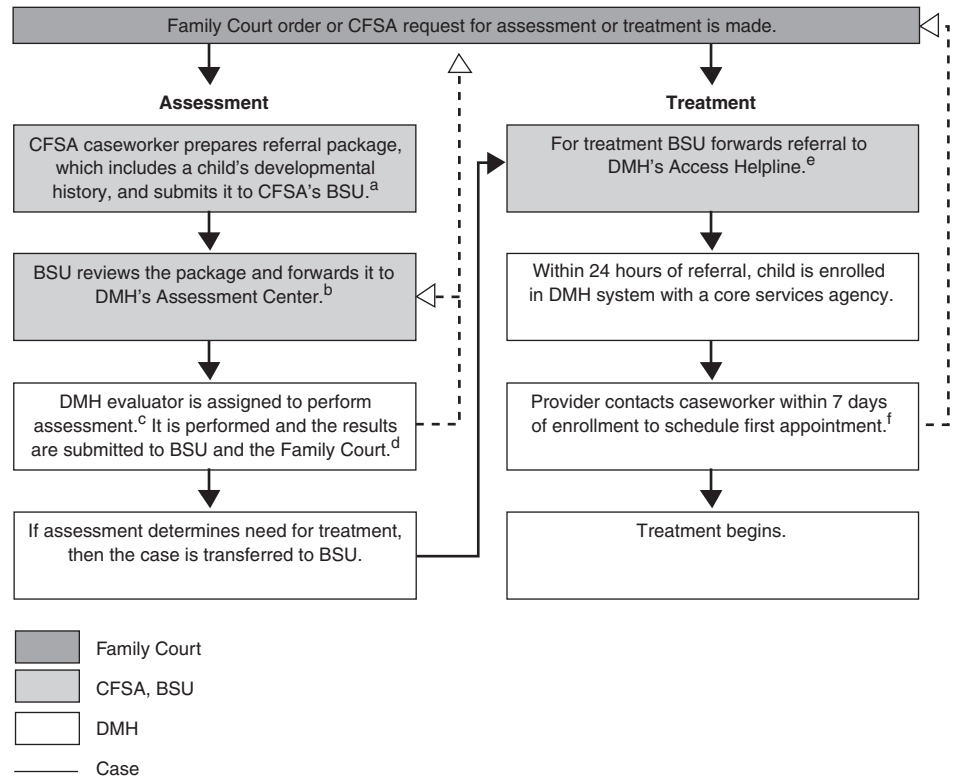 Family Court order or CFSA request for assessment or treatment is made.
Assessment
CFSA caseworker prepares referral package,
which includes a child's developmental
history, and submits it to CFSA's BSU.a
BSU reviews the package and forwards it to
DMH's Assessment Center.b
DMH evaluator is assigned to perform
assessment.c It is performed and the results
are submitted to BSU and the Family Court.d
If assessment determines need for treatment,
then the case is transferred to BSU.
Treatment
For treatment BSU forwards referral to
DMH's Access Helpline.e
Within 24 hours of referral, child is enrolled
in DMH system with a core services agency.
Provider contacts caseworker within 7 days
of enrollment to schedule first appointment.f
Treatment begins.
Family Court
CFSA, BSU
DMH
Case